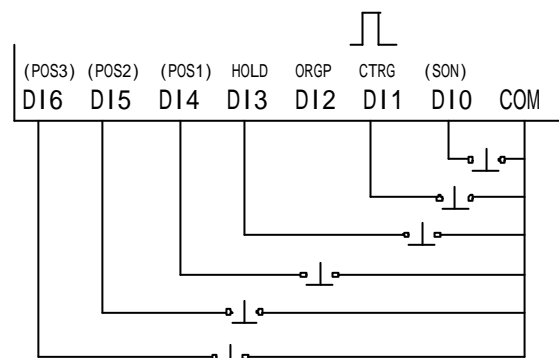 (POS3) (POS2) (POS1) HOLD ORGP CTRG (SON)
DI6 DI5 DI4 DI3 DI2 DI1 DI0 COM